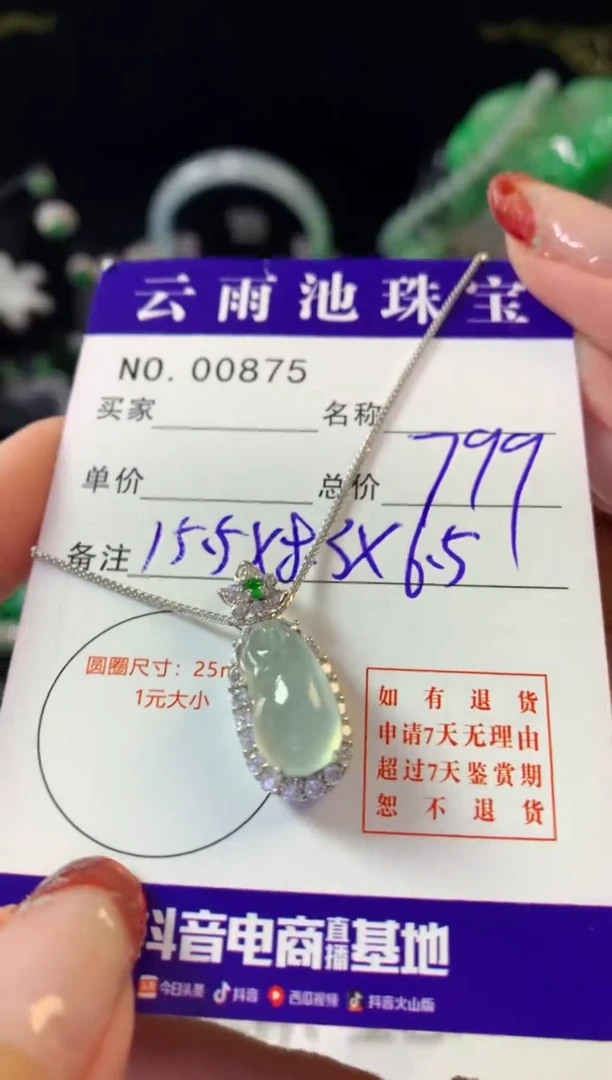 云雨池珠宝
NO. 00875
买家 名称
单价 总价 799
备注 15.5X8.5X6.5
圆圈尺寸：25m
1元大小
如有退货
申请7天无理由
超过7天鉴赏期
恕不退货
抖音电商直播基地
头条 今日头条 抖音 西瓜视频 抖音火山版